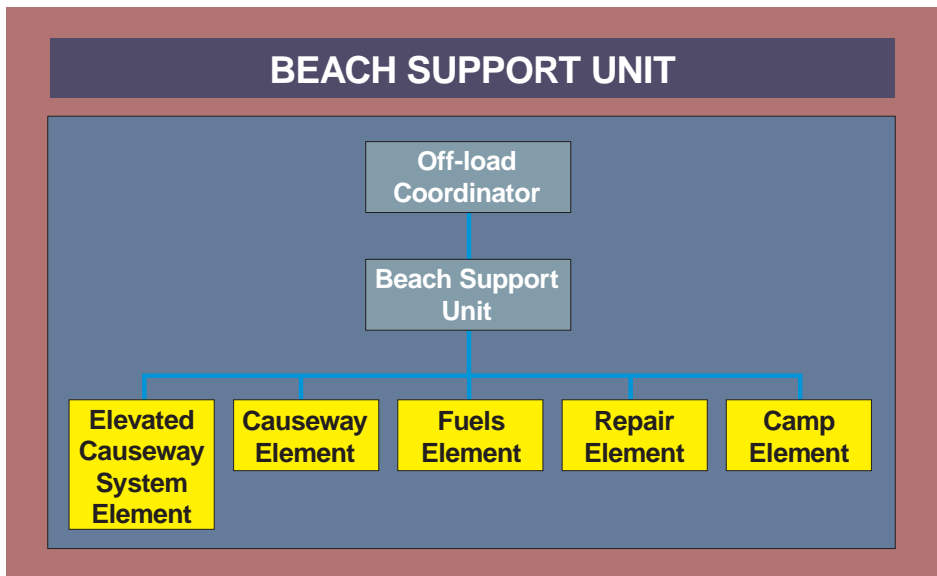 BEACH SUPPORT UNIT
Off-load
Coordinator
Beach Support
Unit
Elevated
Causeway
System
Element
Causeway
Element
Fuels
Element
Repair
Element
Camp
Element